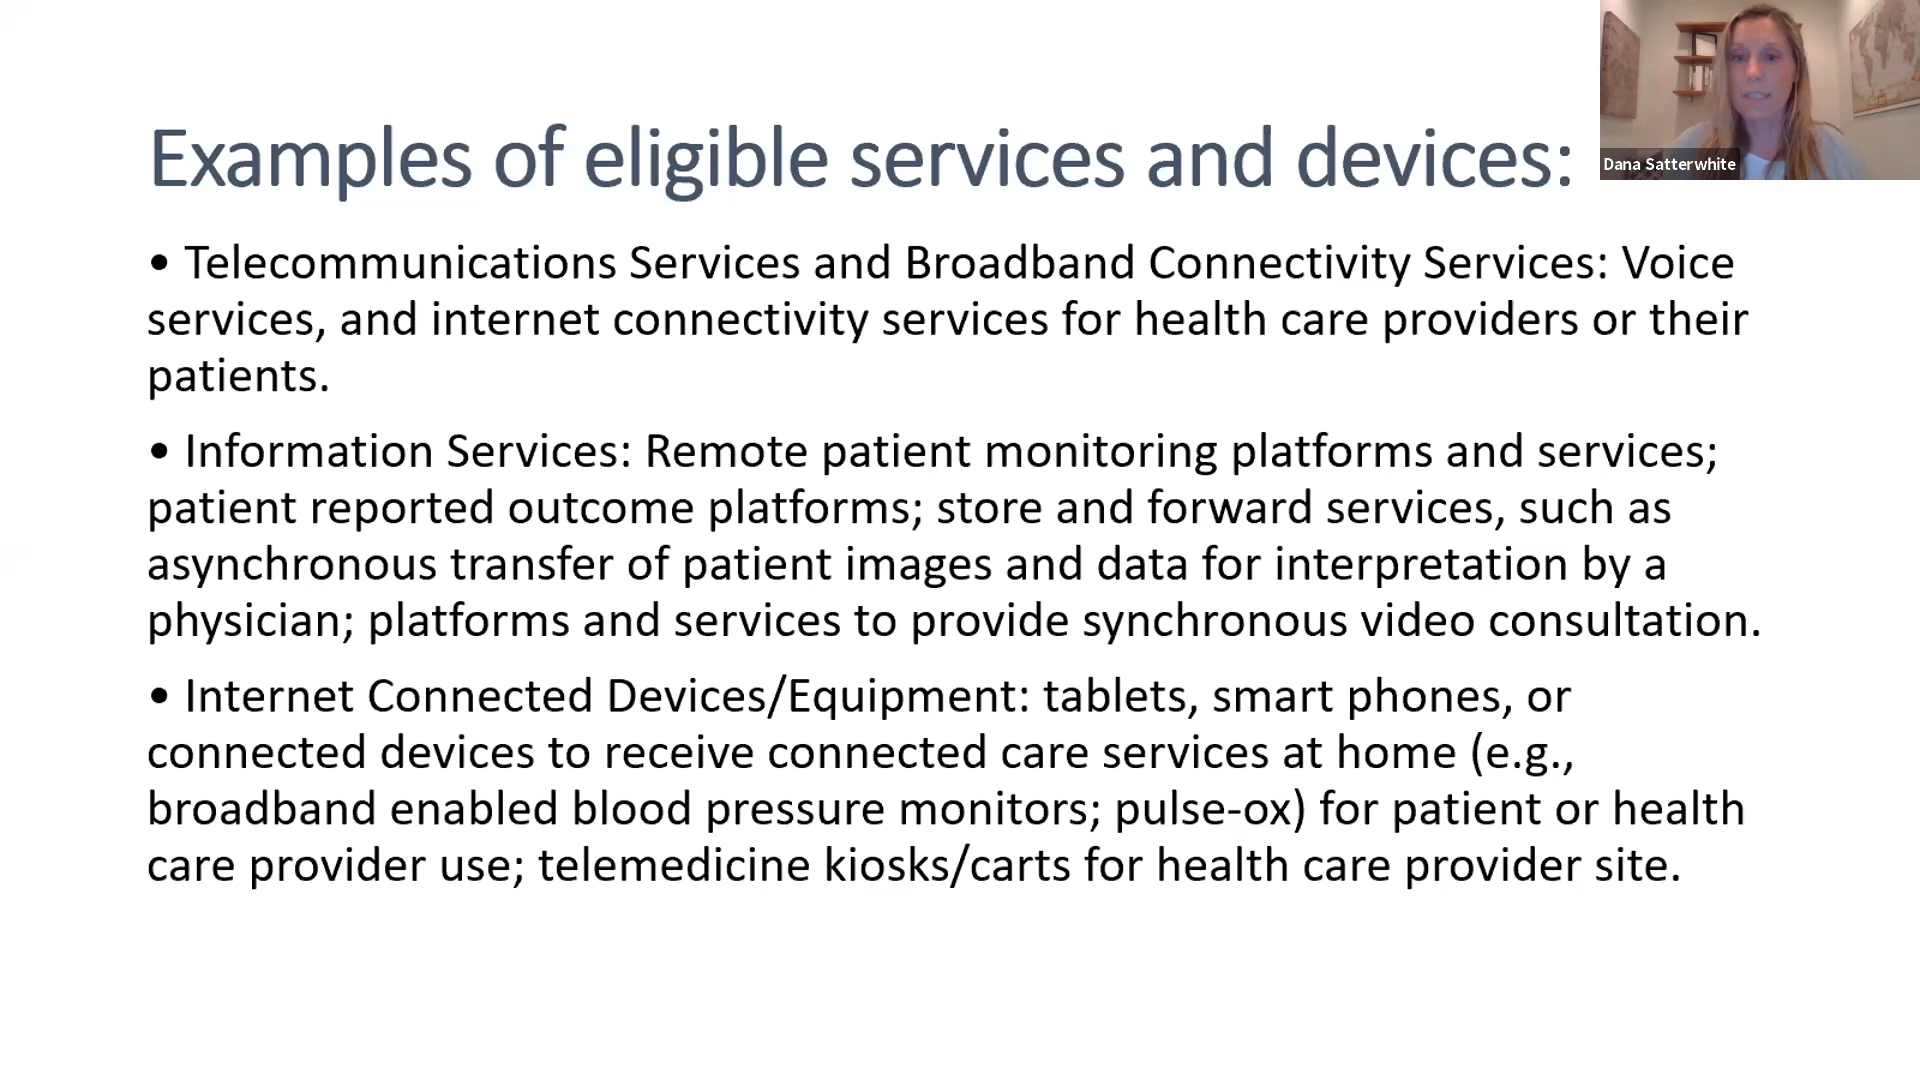 Examples of eligible services and devices:
Dana Satterwhite
• Telecommunications Services and Broadband Connectivity Services: Voice
services, and internet connectivity services for health care providers or their
patients.
• Information Services: Remote patient monitoring platforms and services;
patient reported outcome platforms; store and forward services, such as
asynchronous transfer of patient images and data for interpretation by a
physician; platforms and services to provide synchronous video consultation.
• Internet Connected Devices/Equipment: tablets, smart phones, or
connected devices to receive connected care services at home (e.g.,
broadband enabled blood pressure monitors; pulse-ox) for patient or health
care provider use; telemedicine kiosks/carts for health care provider site.